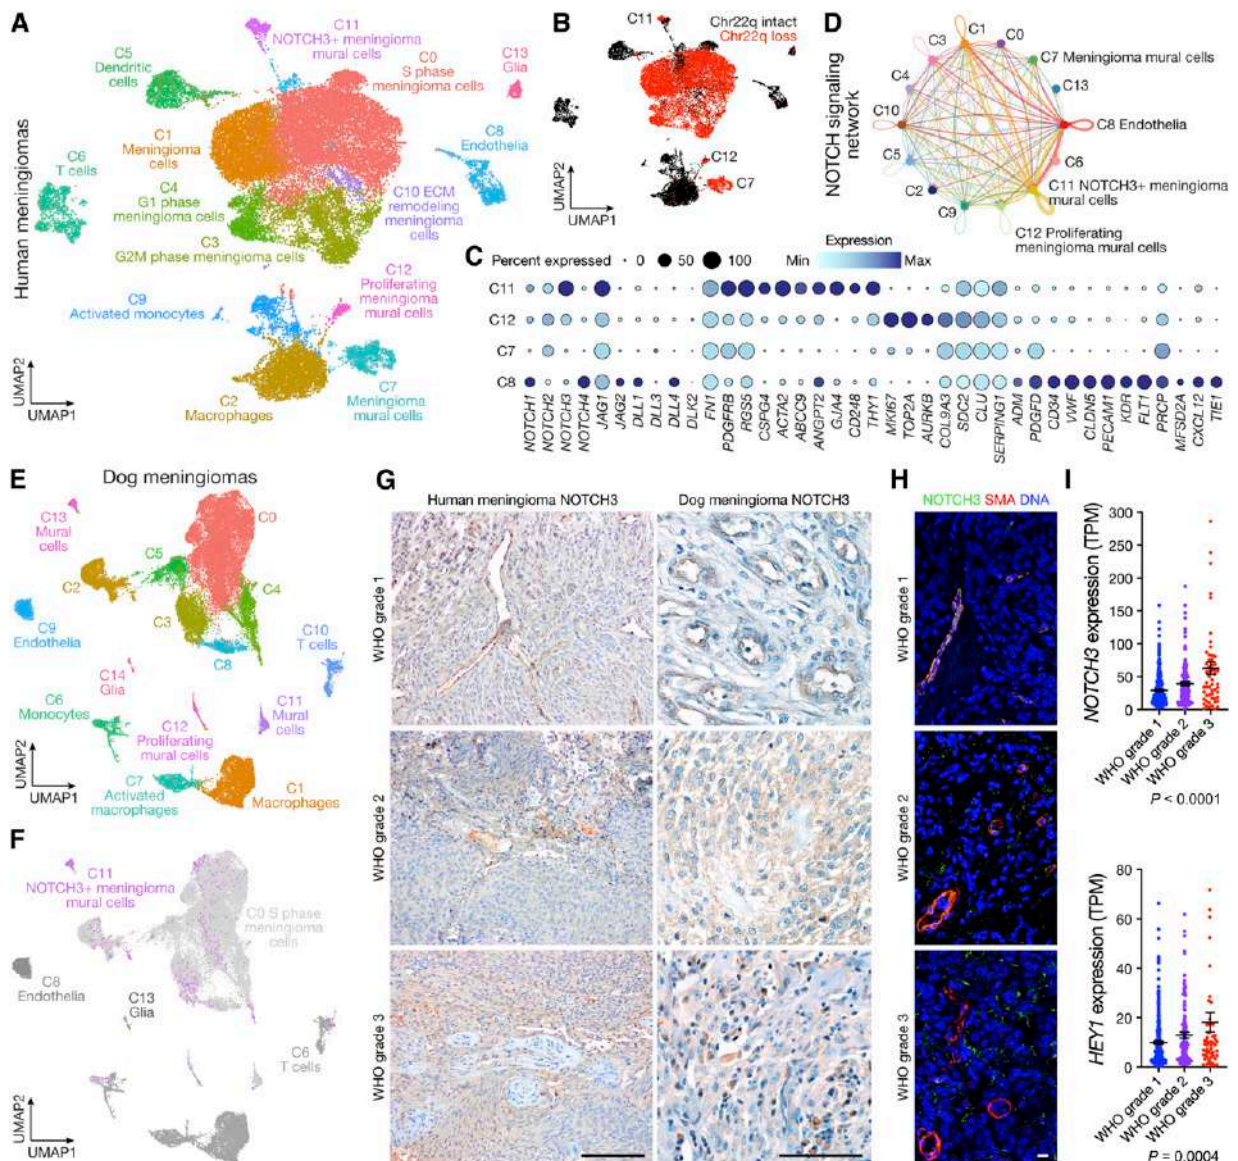 A
Human meningiomas
C11
NOTCH3+ meningioma
mural cells
C5
Dendritic
cells
C0
S phase
meningioma cells
C13
Glia
C1
Meningioma
cells
C8
Endothelia
C6
T cells
C4
G1 phase
meningioma cells
C10 ECM
remodeling
meningioma
cells
C3
G2M phase meningioma cells
C12
Proliferating
meningioma
mural cells
C9
Activated monocytes
C7
Meningioma
mural cells
C2
Macrophages
UMAP2
UMAP1
B
C11
Chr22q intact
Chr22q loss
C12
C7
UMAP2
UMAP1
D
NOTCH signaling
network
C1
C0
C3
C7 Meningioma mural cells
C4
C13
C10
C8 Endothelia
C5
C6
C2
C11 NOTCH3+ meningioma
mural cells
C9
C12 Proliferating
meningioma mural cells
C
Percent expressed 0 50 100
Expression
Min Max
C11
C12
C7
C8
NOTCH1
NOTCH2
NOTCH3
NOTCH4
JAG1
JAG2
DLL1
DLL3
DLL4
DLK2
FN1
PDGFRB
RGS5
CSPG4
ACTA2
ABCC9
ANGPT2
GJA4
CD248
THY1
MKI67
TOP2A
AURKB
COL9A3
SDC2
CLU
SERPING1
ADM
PDGFD
CD34
VWF
CLDN5
PECAM1
KDR
FLT1
PRCP
MFSD2A
CXCL12
TIE1
E
Dog meningiomas
C13
Mural
cells
C0
C5
C2
C4
C3
C9
Endothelia
C8
C10
T cells
C14
Glia
C6
Monocytes
C11
Mural
cells
C12
Proliferating
mural cells
C7
Activated
macrophages
C1
Macrophages
UMAP2
UMAP1
F
C11
NOTCH3+ meningioma
mural cells
C0 S phase
meningioma
cells
C8
Endothelia
C13
Glia
C6
T cells
UMAP2
UMAP1
G
Human meningioma NOTCH3
Dog meningioma NOTCH3
WHO grade 1
WHO grade 2
WHO grade 3
H
NOTCH3 SMA DNA
WHO grade 1
WHO grade 2
WHO grade 3
I
NOTCH3 expression (TPM)
300
250
200
150
100
50
0
WHO grade 1
WHO grade 2
WHO grade 3
P < 0.0001
HEY1 expression (TPM)
80
60
40
20
0
WHO grade 1
WHO grade 2
WHO grade 3
P = 0.0004